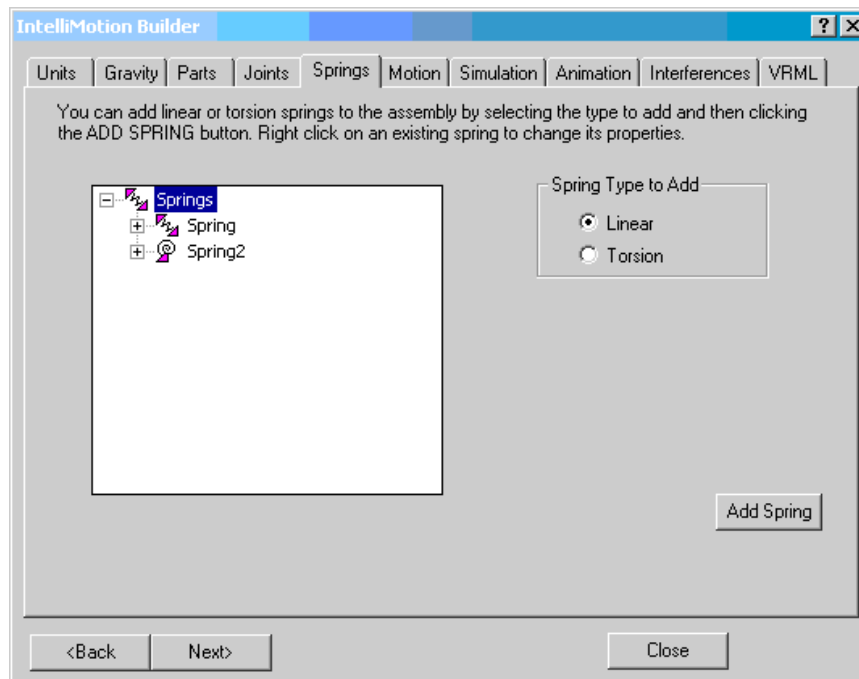 IntelliMotion Builder
Units Gravity Parts Joints Springs Motion Simulation Animation Interferences VRML
You can add linear or torsion springs to the assembly by selecting the type to add and then clicking
the ADD SPRING button. Right click on an existing spring to change its properties.
Springs
Spring
Spring2
Spring Type to Add
Linear
Torsion
Add Spring
<Back Next> Close